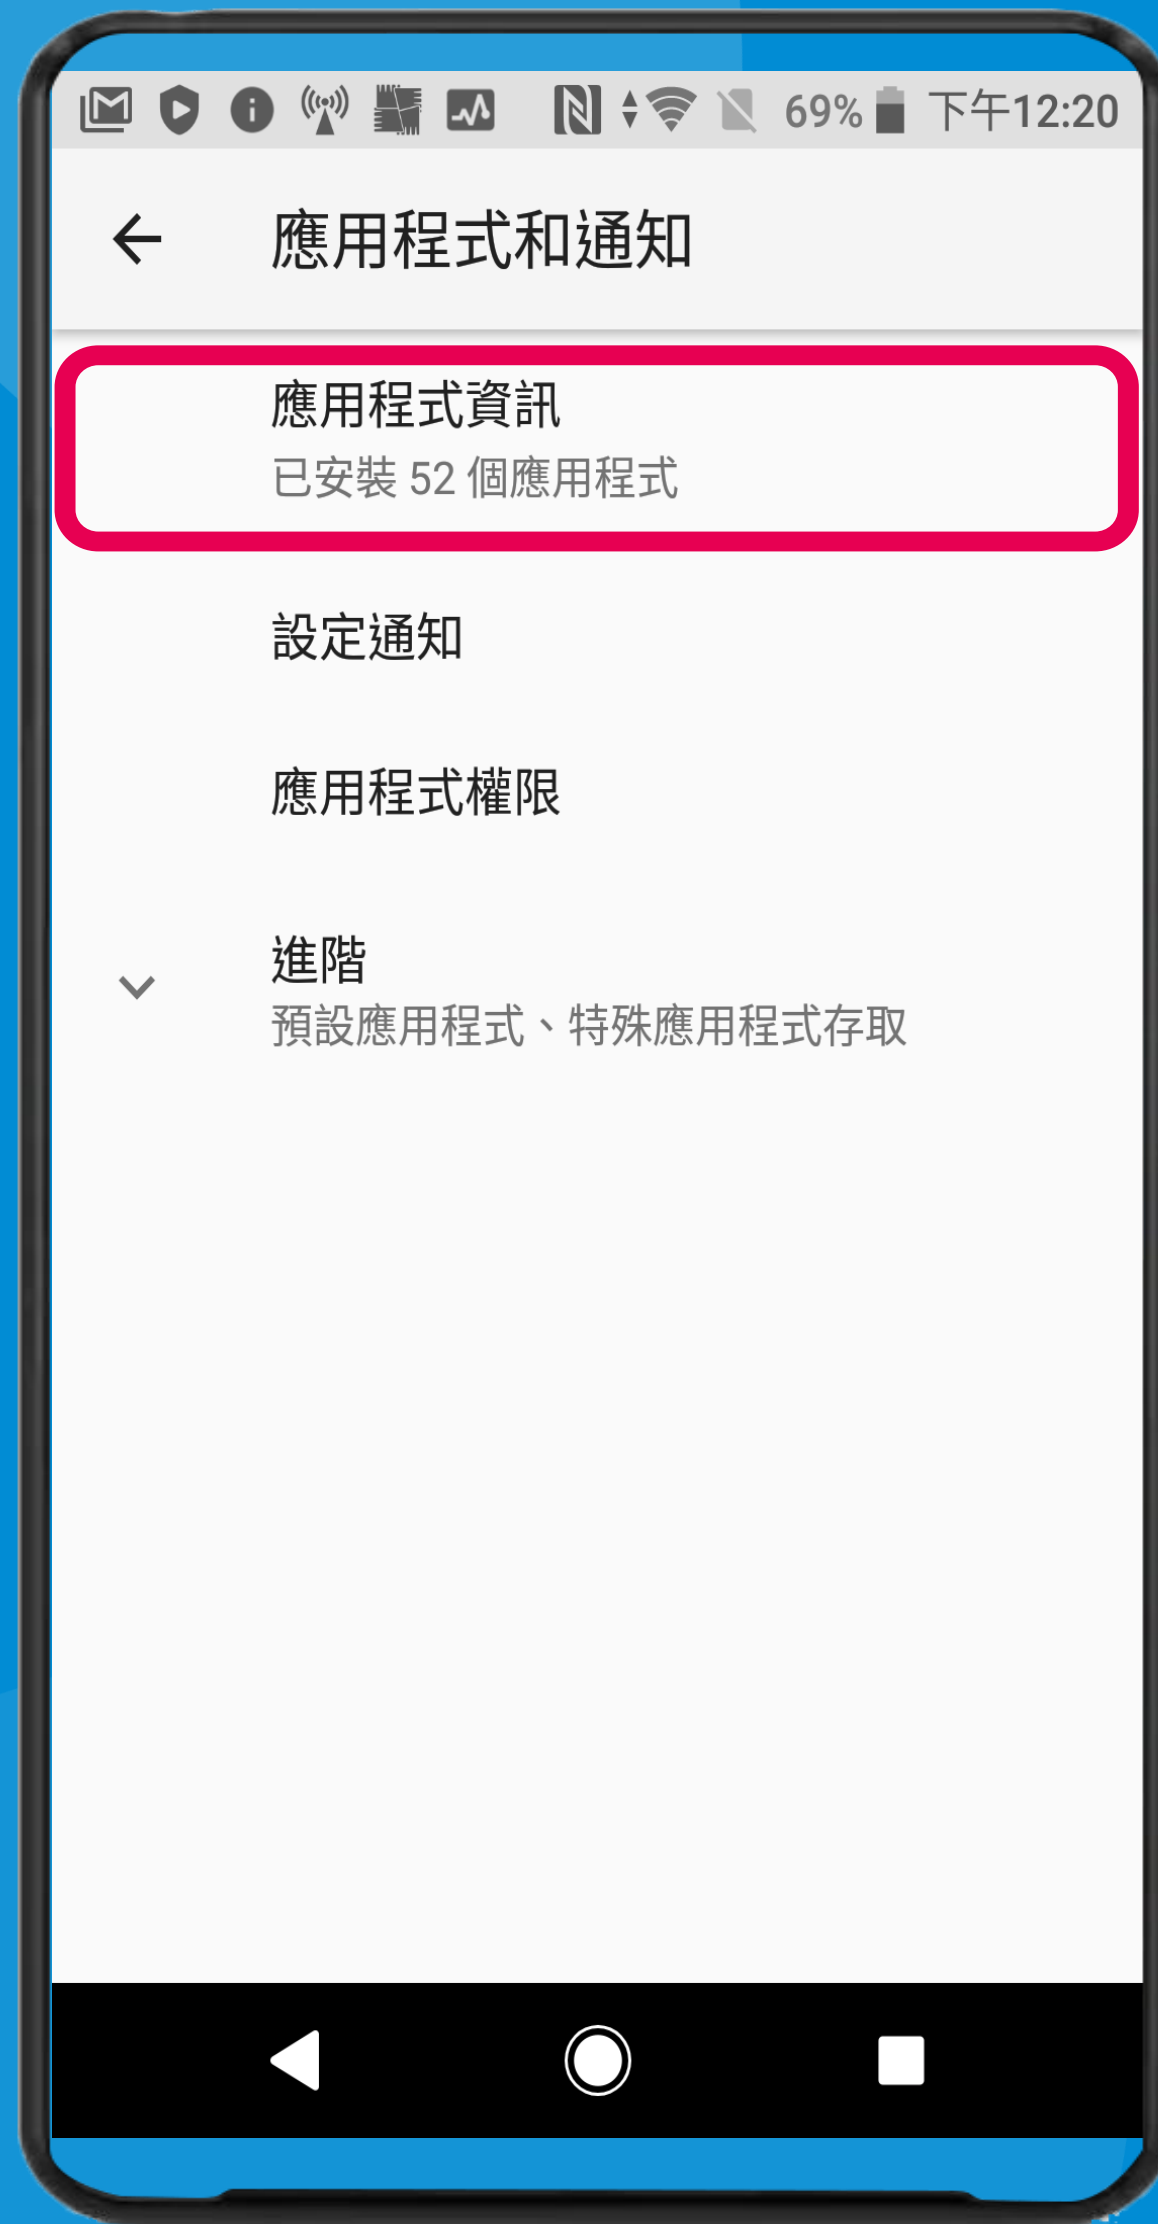 69% 下午12:20
應用程式和通知
應用程式資訊
已安裝 52 個應用程式
設定通知
應用程式權限
進階
預設應用程式、特殊應用程式存取